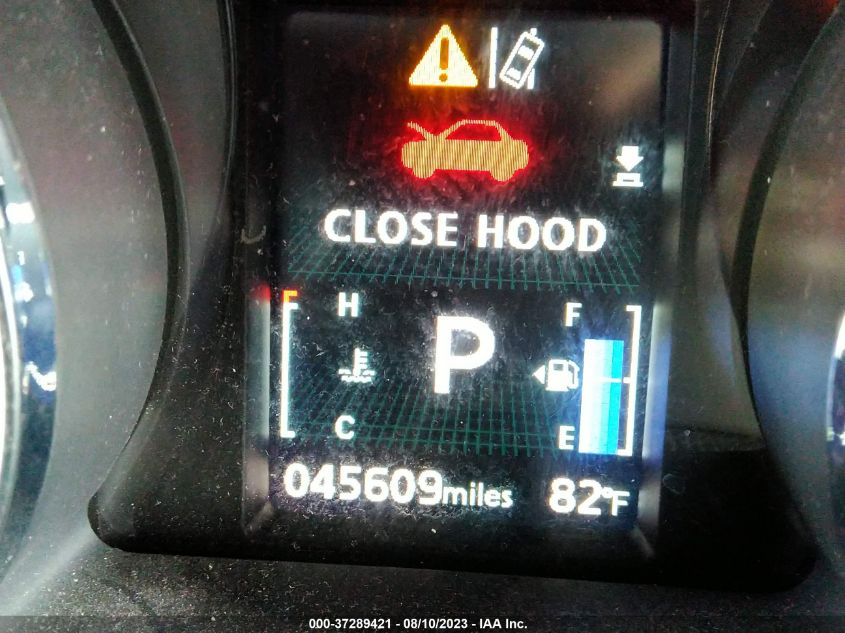 CLOSE HOOD
H
F
P
C
E
045609miles 82°F
000-37289421 - 08/10/2023 - IAA Inc.